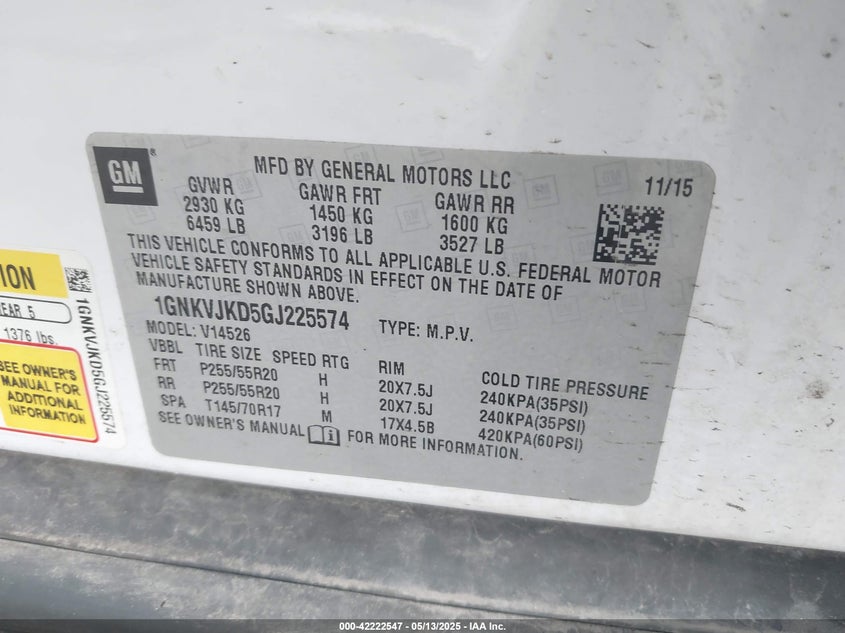 GM
®
MFD BY GENERAL MOTORS LLC
11/15
GVWR GAWR FRT GAWR RR
2930 KG 1450 KG 1600 KG
6459 LB 3196 LB 3527 LB
THIS VEHICLE CONFORMS TO ALL APPLICABLE U.S. FEDERAL MOTOR
VEHICLE SAFETY STANDARDS IN EFFECT ON THE DATE OF
MANUFACTURE SHOWN ABOVE.
1GNKVJKD5GJ225574 TYPE: M.P.V.
MODEL: V14526
VBBL TIRE SIZE SPEED RTG RIM COLD TIRE PRESSURE
FRT P255/55R20 H 20X7.5J 240KPA(35PSI)
RR P255/55R20 H 20X7.5J 240KPA(35PSI)
SPA T145/70R17 M 17X4.5B 420KPA(60PSI)
SEE OWNER'S MANUAL FOR MORE INFORMATION.
EAR 5
1376 lbs.
SEE OWNER'S
MANUAL FOR
ADDITIONAL
INFORMATION
1GNKVJKD5GJ225574
000-42222547 - 05/13/2025 - IAA Inc.